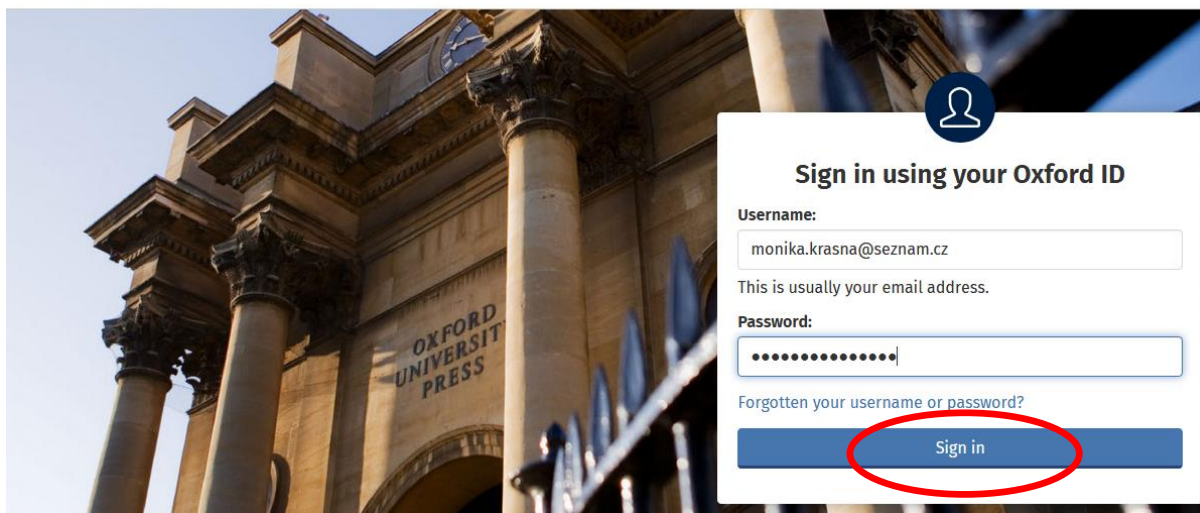 OXFORD
UNIVERSITY
PRESS
Sign in using your Oxford ID
Username:
monika.krasna@seznam.cz
This is usually your email address.
Password:
•••••••••••••••
Forgotten your username or password?
Sign in